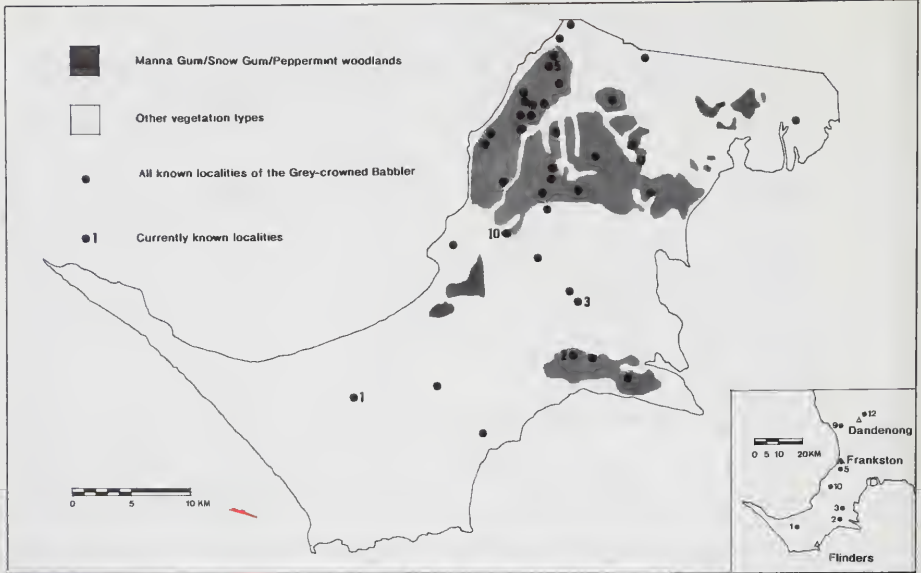 Manna Gum/Snow Gum/Peppermint woodlands
Other vegetation types
All known localities of the Grey-crowned Babbler
1 Currently known localities
5
10
3
2
1
0 5 10 KM
12
9
Dandenong
0 5 10 20 KM
Frankston
5
10
3
2
1
Flinders